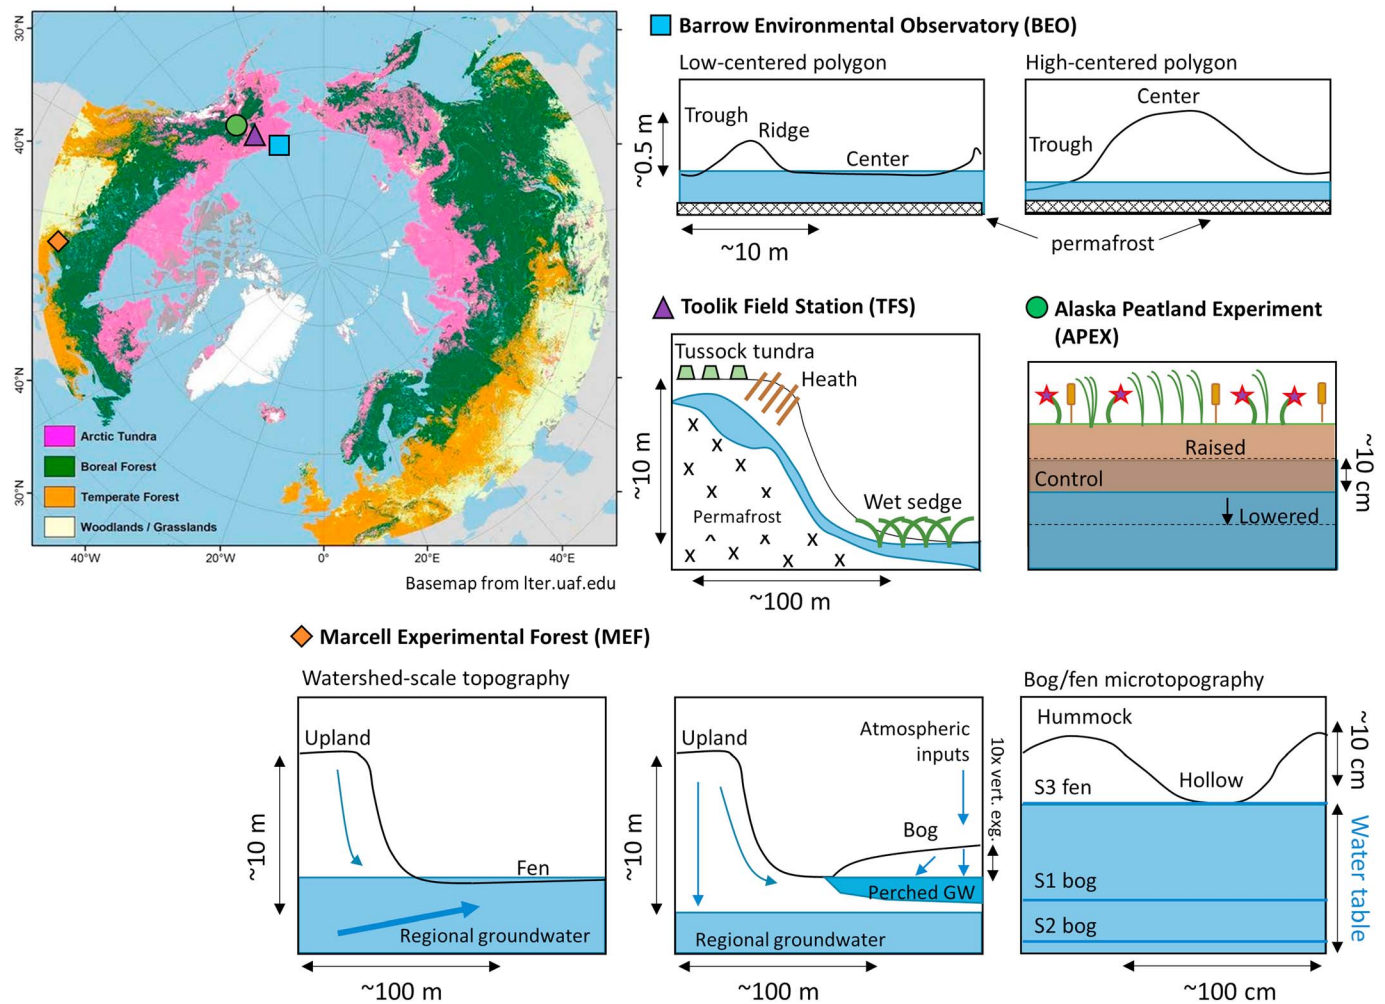 30°N
40°N
40°N
30°N
Arctic Tundra
Boreal Forest
Temperate Forest
Woodlands / Grasslands
40°W
20°W
0°
20°E
40°E
Basemap from lter.uaf.edu
Barrow Environmental Observatory (BEO)
Low-centered polygon
High-centered polygon
~0.5 m
Trough
Ridge
Center
Center
Trough
~10 m
permafrost
Toolik Field Station (TFS)
~10 m
Tussock tundra
Heath
Wet sedge
Permafrost
~100 m
Alaska Peatland Experiment
(APEX)
Raised
Control
Lowered
~10 cm
Marcell Experimental Forest (MEF)
Watershed-scale topography
~10 m
Upland
Fen
Regional groundwater
~100 m
~10 m
Upland
Atmospheric
inputs
10x vert. exg.
Bog
Perched GW
Regional groundwater
~100 m
Bog/fen microtopography
Hummock
Hollow
S3 fen
S1 bog
S2 bog
~10 cm
Water table
~100 cm